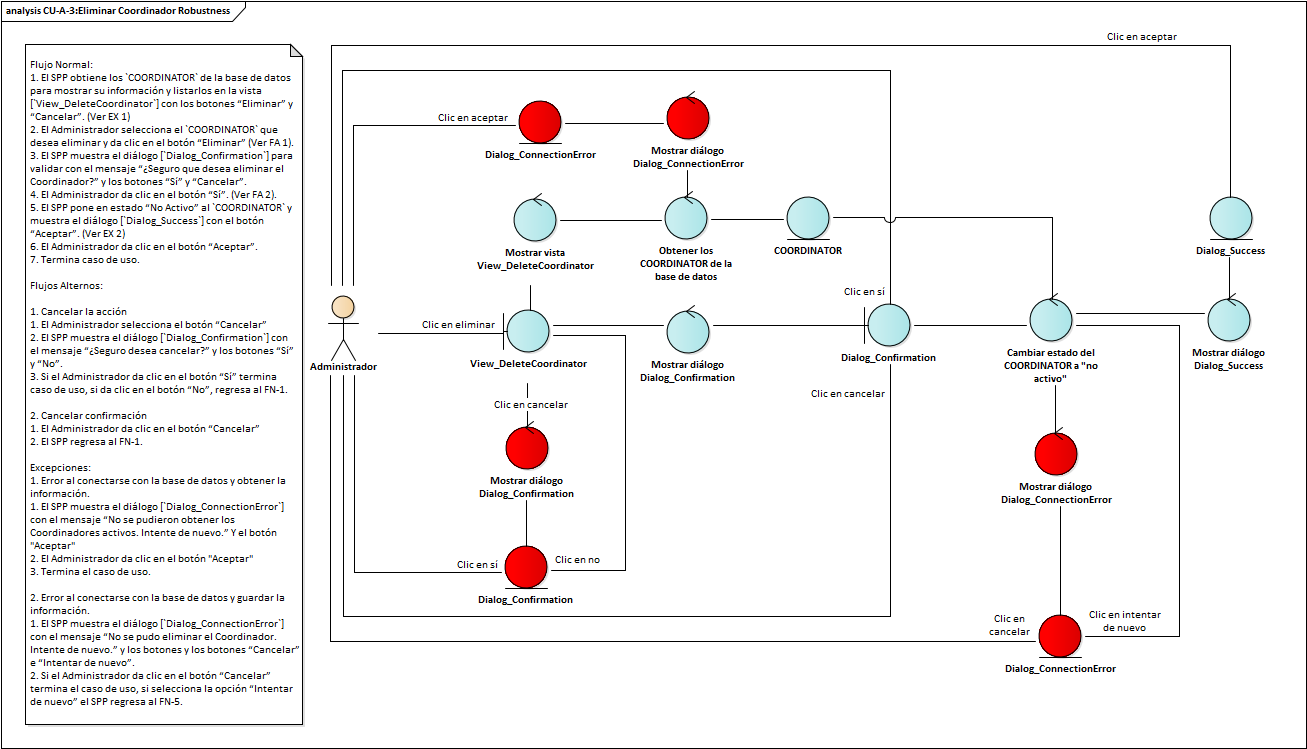 analysis CU-A-3:Eliminar Coordinador Robustness
Flujo Normal:
1. El SPP obtiene los `COORDINATOR` de la base de datos
para mostrar su información y listarlos en la vista
[`View_DeleteCoordinator`] con los botones “Eliminar” y
“Cancelar”. (Ver EX 1)
2. El Administrador selecciona el `COORDINATOR` que
desea eliminar y da clic en el botón “Eliminar” (Ver FA 1).
3. El SPP muestra el diálogo [`Dialog_Confirmation`] para
validar con el mensaje “¿Seguro que desea eliminar el
Coordinador?” y los botones “Sí” y “Cancelar”.
4. El Administrador da clic en el botón “Sí”. (Ver FA 2).
5. El SPP pone en estado “No Activo” al `COORDINATOR` y
muestra el diálogo [`Dialog_Success`] con el botón
“Aceptar”. (Ver EX 2)
6. El Administrador da clic en el botón “Aceptar”.
7. Termina caso de uso.
Flujos Alternos:
1. Cancelar la acción
1. El Administrador selecciona el botón “Cancelar”
2. El SPP muestra el diálogo [`Dialog_Confirmation`] con
el mensaje “¿Seguro desea cancelar?” y los botones “Sí”
y “No”.
3. Si el Administrador da clic en el botón “Sí” termina
caso de uso, si da clic en el botón “No”, regresa al FN-1.
2. Cancelar confirmación
1. El Administrador da clic en el botón “Cancelar”
2. El SPP regresa al FN-1.
Excepciones:
1. Error al conectarse con la base de datos y obtener la
información.
1. El SPP muestra el diálogo [`Dialog_ConnectionError`]
con el mensaje “No se pudieron obtener los
Coordinadores activos. Intente de nuevo.” Y el botón
"Aceptar"
2. El Administrador da clic en el botón "Aceptar"
3. Termina el caso de uso.
2. Error al conectarse con la base de datos y guardar la
información.
1. El SPP muestra el diálogo [`Dialog_ConnectionError`]
con el mensaje “No se pudo eliminar el Coordinador.
Intente de nuevo.” y los botones y los botones “Cancelar”
e “Intentar de nuevo”.
2. Si el Administrador da clic en el botón “Cancelar”
termina el caso de uso, si selecciona la opción “Intentar
de nuevo” el SPP regresa al FN-5.
Clic en aceptar
Clic en aceptar
Dialog_ConnectionError
Mostrar diálogo
Dialog_ConnectionError
Mostrar vista
View_DeleteCoordinator
Obtener los
COORDINATOR de la
base de datos
COORDINATOR
Dialog_Success
Clic en sí
Administrador
Clic en eliminar
View_DeleteCoordinator
Mostrar diálogo
Dialog_Confirmation
Dialog_Confirmation
Cambiar estado del
COORDINATOR a "no
activo"
Mostrar diálogo
Dialog_Success
Clic en cancelar
Clic en cancelar
Mostrar diálogo
Dialog_Confirmation
Mostrar diálogo
Dialog_ConnectionError
Clic en sí
Clic en no
Dialog_Confirmation
Clic en
cancelar
Clic en intentar
de nuevo
Dialog_ConnectionError